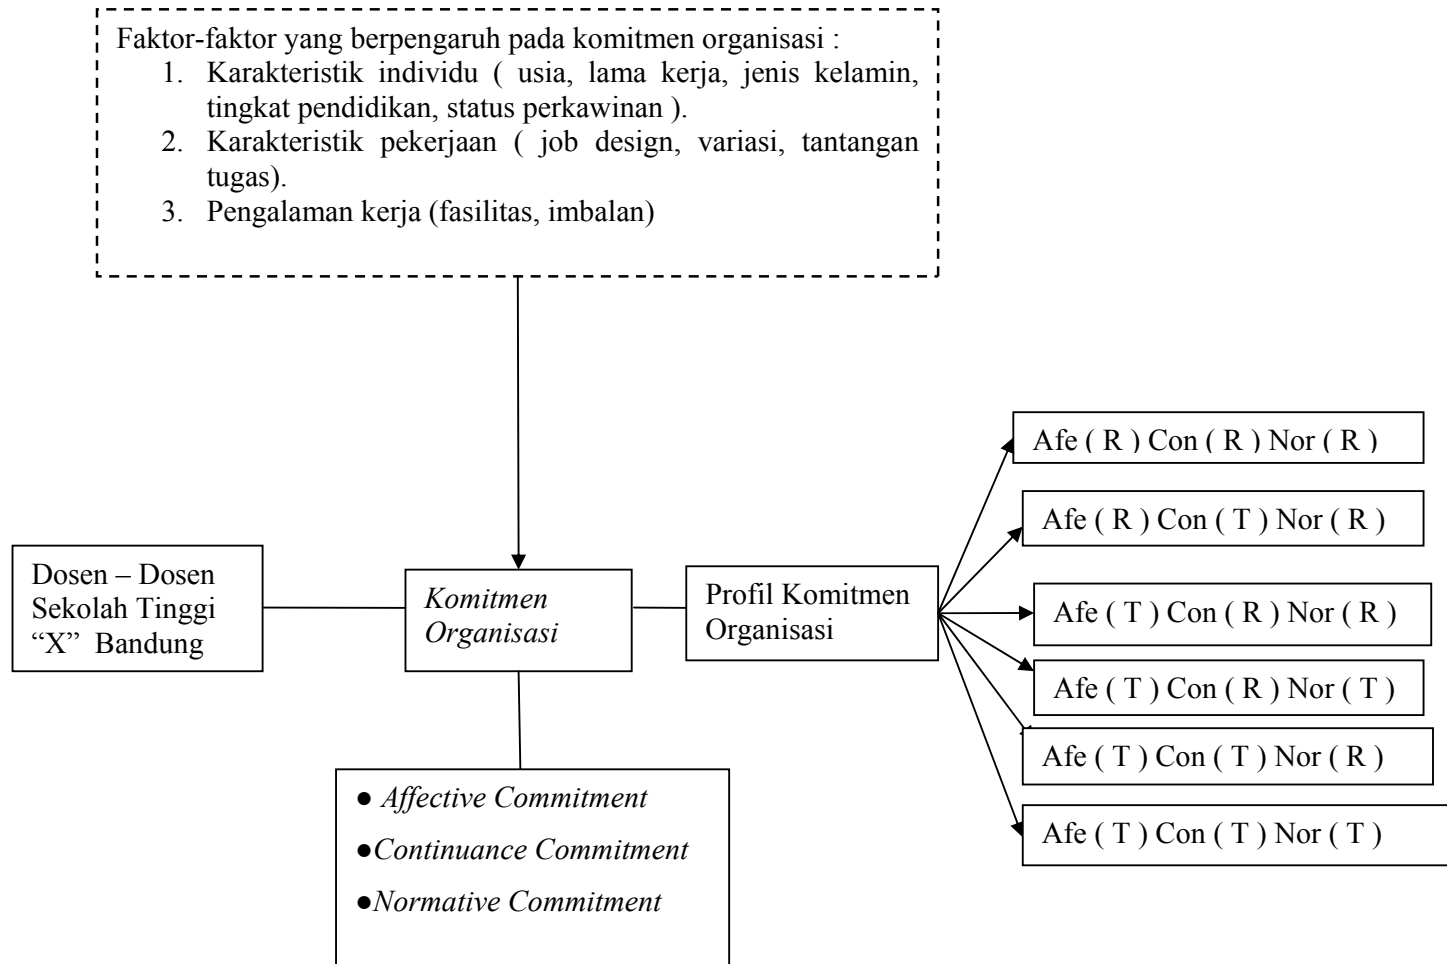 Faktor-faktor yang berpengaruh pada komitmen organisasi :
1. Karakteristik individu ( usia, lama kerja, jenis kelamin,
tingkat pendidikan, status perkawinan ).
2. Karakteristik pekerjaan ( job design, variasi, tantangan
tugas).
3. Pengalaman kerja (fasilitas, imbalan)
Dosen – Dosen
Sekolah Tinggi
“X” Bandung
Komitmen
Organisasi
Profil Komitmen
Organisasi
Afe ( R ) Con ( R ) Nor ( R )
Afe ( R ) Con ( T ) Nor ( R )
Afe ( T ) Con ( R ) Nor ( R )
Afe ( T ) Con ( R ) Nor ( T )
Afe ( T ) Con ( T ) Nor ( R )
Afe ( T ) Con ( T ) Nor ( T )
● Affective Commitment
●Continuance Commitment
●Normative Commitment